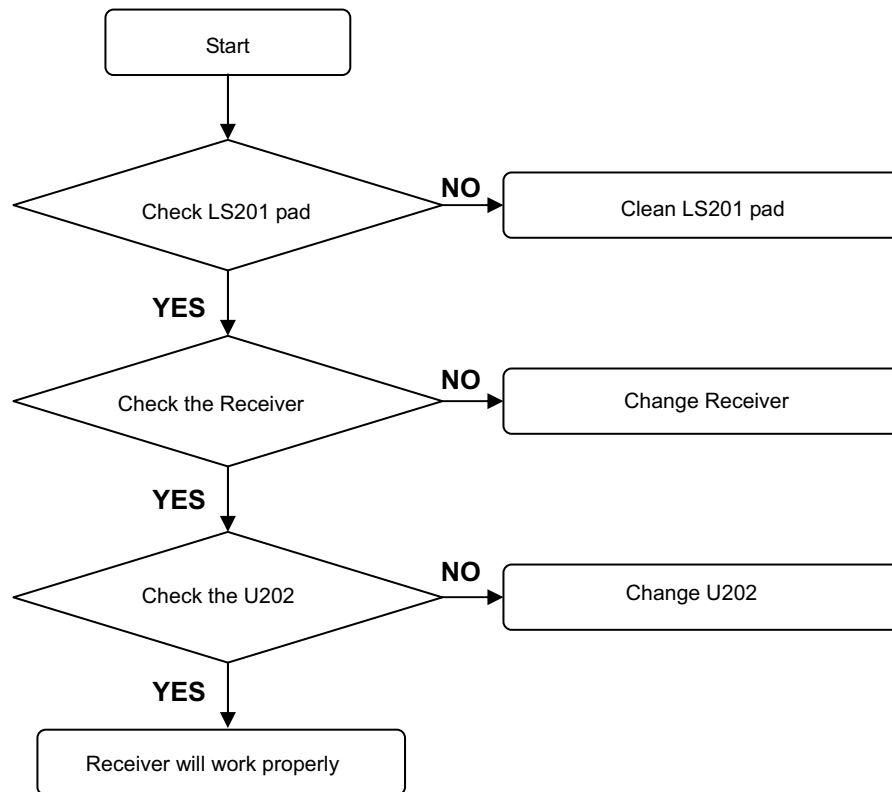 Start
Check LS201 pad
NO
Clean LS201 pad
YES
Check the Receiver
NO
Change Receiver
YES
Check the U202
NO
Change U202
YES
Receiver will work properly